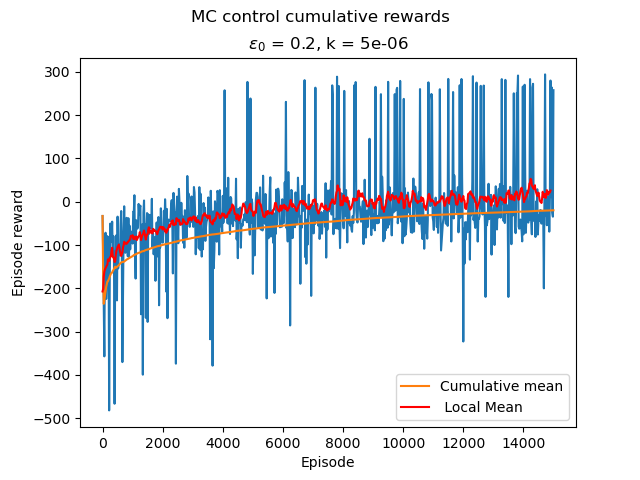 MC control cumulative rewards
ε₀ = 0.2, k = 5e-06
Episode reward
300
200
100
0
−100
−200
−300
−400
−500
0 2000 4000 6000 8000 10000 12000 14000
Episode
Cumulative mean
Local Mean